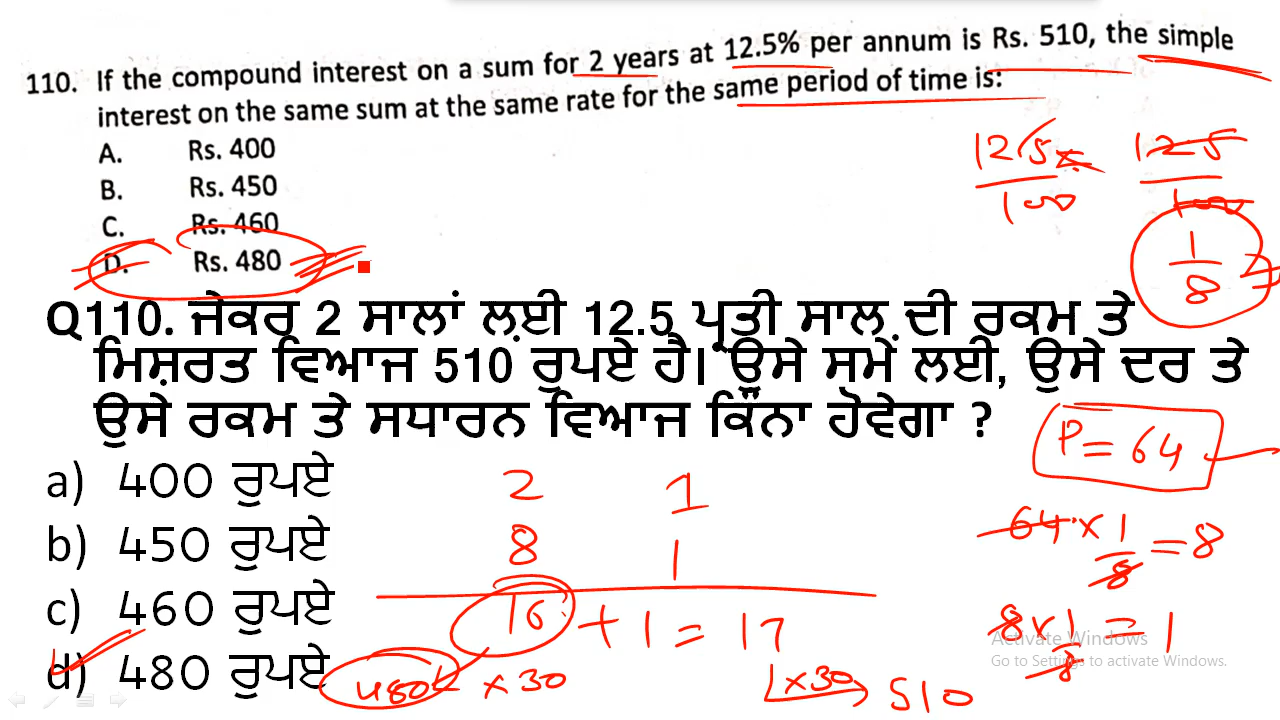 110. If the compound interest on a sum for 2 years at 12.5% per annum is Rs. 510, the simple
interest on the same sum at the same rate for the same period of time is:
A. Rs. 400
B. Rs. 450
C. Rs. 460
D. Rs. 480
12.5%
100
125
100
1
8
Q110. ਜੇਕਰ 2 ਸਾਲਾਂ ਲਈ 12.5 ਪ੍ਰਤੀ ਸਾਲ ਦੀ ਰਕਮ ਤੇ
ਮਿਸ਼ਰਤ ਵਿਆਜ 510 ਰੁਪਏ ਹੈ। ਉਸੇ ਸਮੇਂ ਲਈ, ਉਸੇ ਦਰ ਤੇ
ਉਸੇ ਰਕਮ ਤੇ ਸਧਾਰਨ ਵਿਆਜ ਕਿੰਨਾ ਹੋਵੇਗਾ ?
a) 400 ਰੁਪਏ
b) 450 ਰੁਪਏ
c) 460 ਰੁਪਏ
d) 480 ਰੁਪਏ
2 1
8 1
16 + 1 = 17
480 x 30 x 30 510
P = 64
64 x 1/8 = 8
8 x 1/8 = 1
Activate Windows
Go to Settings to activate Windows.